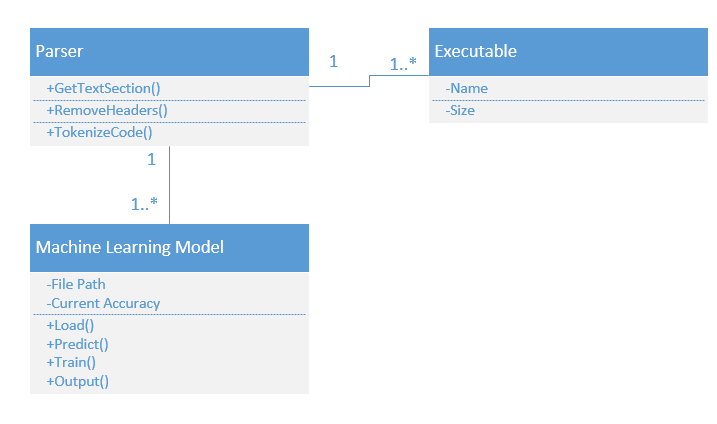 Parser
+GetTextSection()
+RemoveHeaders()
+TokenizeCode()
1
1..*
Executable
-Name
-Size
1
1..*
Machine Learning Model
-File Path
-Current Accuracy
+Load()
+Predict()
+Train()
+Output()